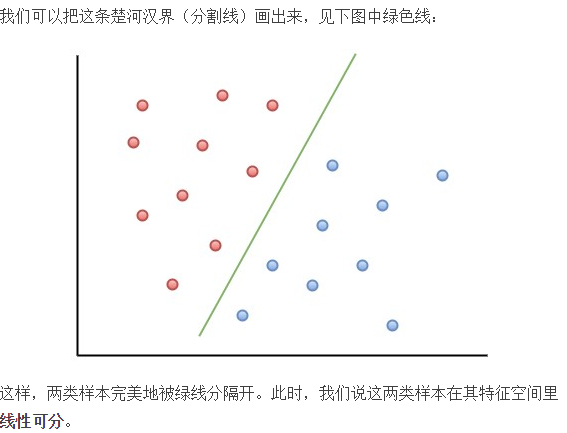 我们可以把这条楚河汉界（分割线）画出来，见下图中绿色线：
这样，两类样本完美地被绿线分隔开。此时，我们说这两类样本在其特征空间里
线性可分。